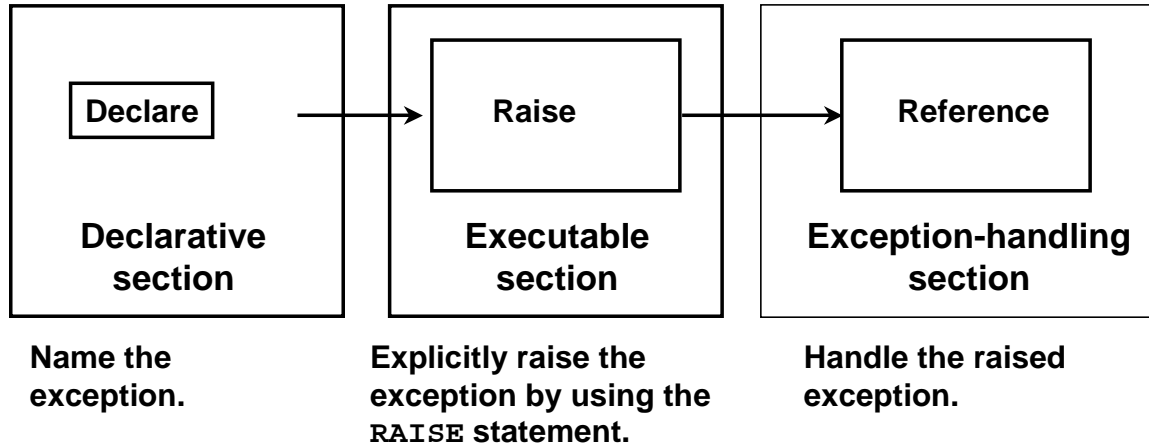 Declare
Declarative
section
Raise
Executable
section
Reference
Exception-handling
section
Name the
exception.
Explicitly raise the
exception by using the
RAISE statement.
Handle the raised
exception.